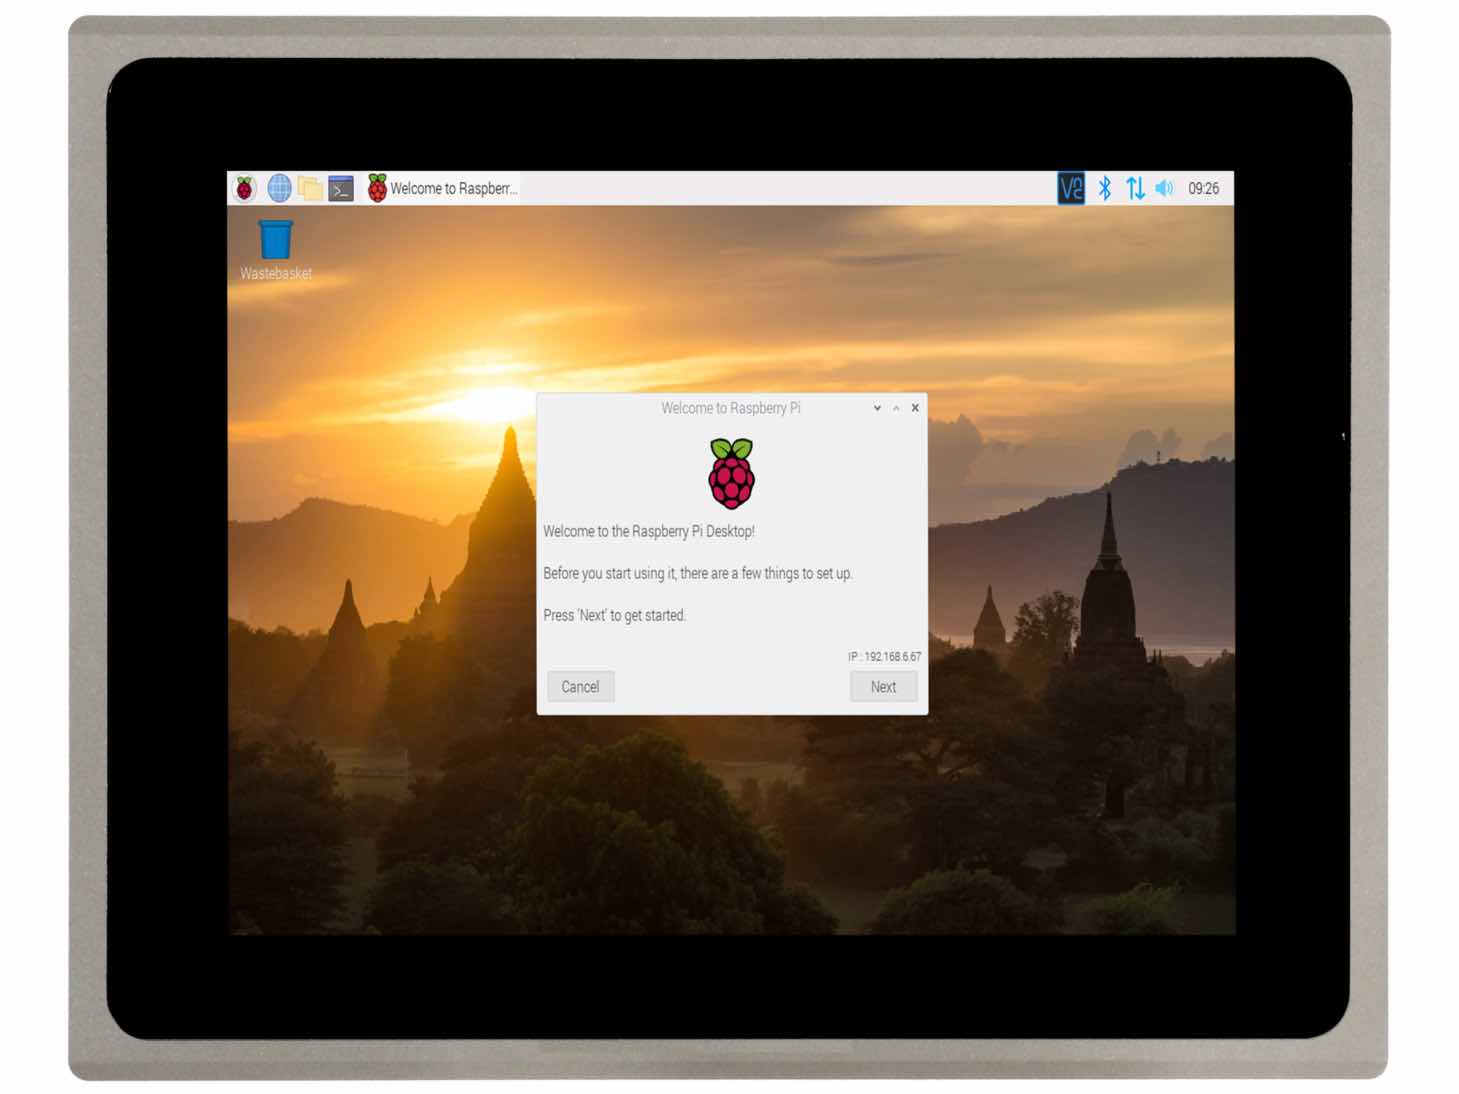 Welcome to Raspberr...
09:26
Wastebasket
Welcome to Raspberry Pi
Welcome to the Raspberry Pi Desktop!
Before you start using it, there are a few things to set up.
Press 'Next' to get started.
IP : 192.168.6.67
Cancel
Next